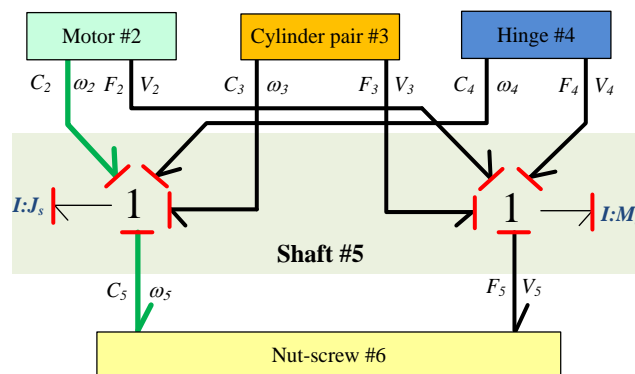 Motor #2 Cylinder pair #3 Hinge #4
C2 ω2 F2 V2 C3 ω3 F3 V3 C4 ω4 F4 V4
I:Js 1 1 I:M
Shaft #5
C5 ω5 F5 V5
Nut-screw #6